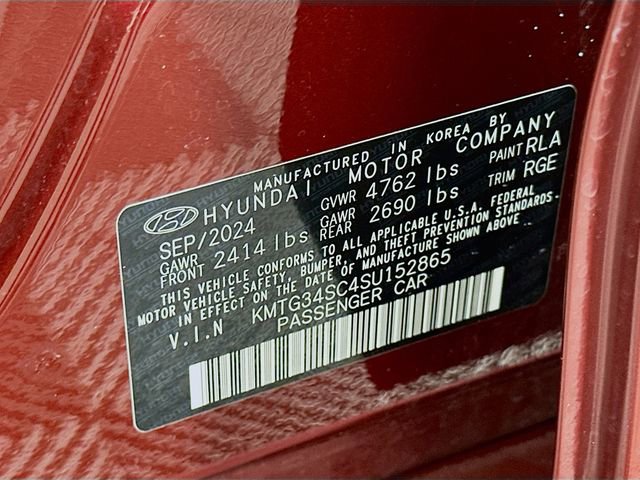 MANUFACTURED IN KOREA BY
HYUNDAI MOTOR COMPANY
SEP/2024 GVWR 4762 lbs PAINT RLA
GAWR FRONT 2414 lbs GAWR REAR 2690 lbs TRIM RGE
THIS VEHICLE CONFORMS TO ALL APPLICABLE U.S.A. FEDERAL
MOTOR VEHICLE SAFETY, BUMPER, AND THEFT PREVENTION STANDARDS
IN EFFECT ON THE DATE OF MANUFACTURE SHOWN ABOVE
V.I.N KMTG34SC4SU152865
PASSENGER CAR